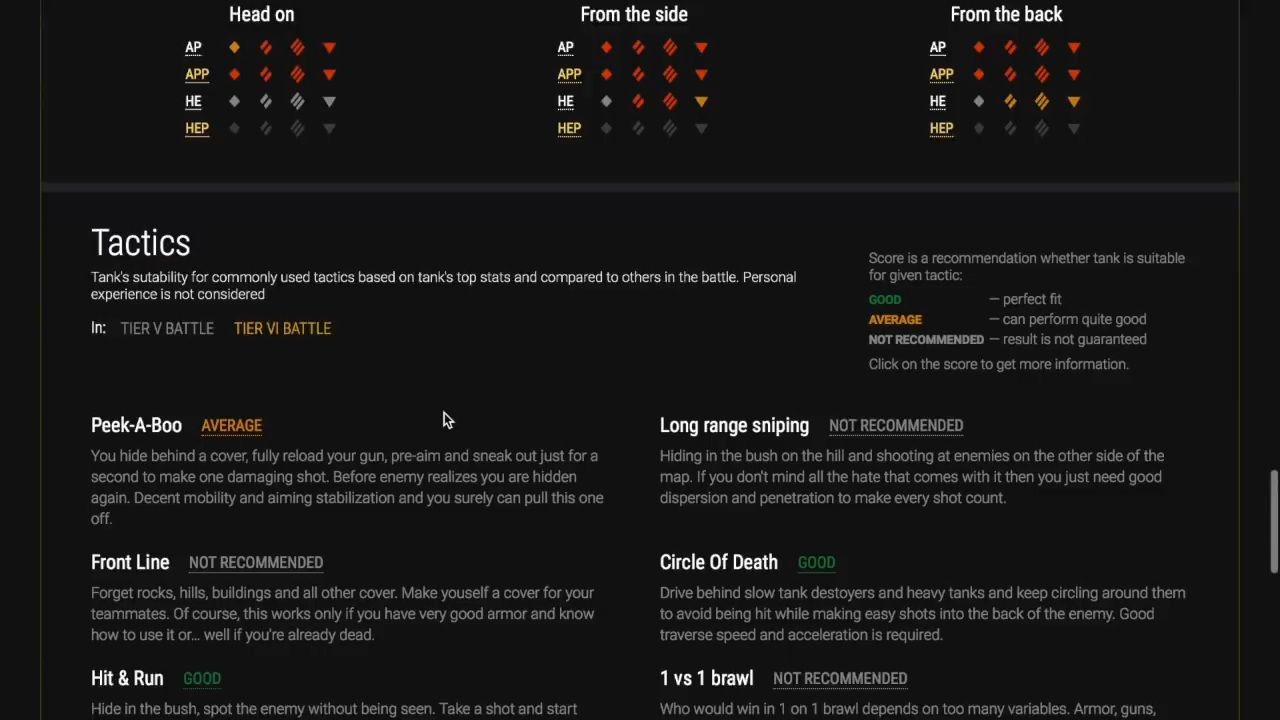 Head on
From the side
From the back
AP
AP
AP
APP
APP
APP
HE
HE
HE
HEP
HEP
HEP
Tactics
Tank's sutability for commonly used tactics based on tank's top stats and compared to others in the battle. Personal
experience is not considered
In: TIER V BATTLE TIER VI BATTLE
Score is a recommendation whether tank is suitable
for given tactic:
GOOD — perfect fit
AVERAGE — can perform quite good
NOT RECOMMENDED — result is not guaranteed
Click on the score to get more information.
Peek-A-Boo AVERAGE
You hide behind a cover, fully reload your gun, pre-aim and sneak out just for a
second to make one damaging shot. Before enemy realizes you are hidden
again. Decent mobility and aiming stabilization and you surely can pull this one
off.
Long range sniping NOT RECOMMENDED
Hiding in the bush on the hill and shooting at enemies on the other side of the
map. If you don't mind all the hate that comes with it then you just need good
dispersion and penetration to make every shot count.
Front Line NOT RECOMMENDED
Forget rocks, hills, buildings and all other cover. Make youself a cover for your
teammates. Of course, this works only if you have very good armor and know
how to use it or... well if you're already dead.
Circle Of Death GOOD
Drive behind slow tank destoyers and heavy tanks and keep circling around them
to avoid being hit while making easy shots into the back of the enemy. Good
traverse speed and acceleration is required.
Hit & Run GOOD
Hide in the bush, spot the enemy without being seen. Take a shot and start
1 vs 1 brawl NOT RECOMMENDED
Who would win in 1 on 1 brawl depends on too many variables. Armor, guns,